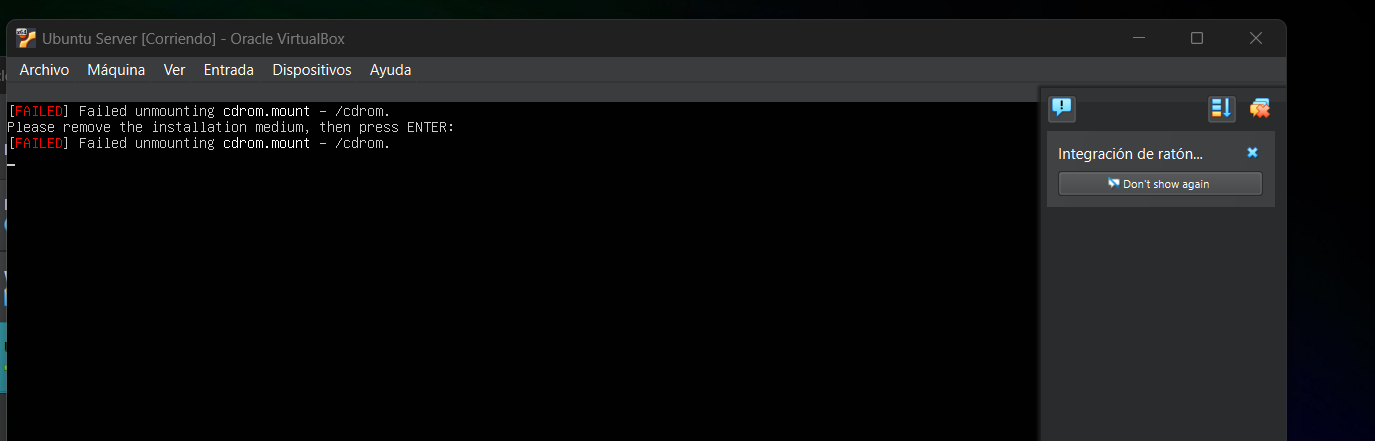 Ubuntu Server [Corriendo] - Oracle VirtualBox
Archivo Máquina Ver Entrada Dispositivos Ayuda
[FAILED] Failed unmounting cdrom.mount - /cdrom.
Please remove the installation medium, then press ENTER:
[FAILED] Failed unmounting cdrom.mount - /cdrom.
Integración de ratón...
Don't show again